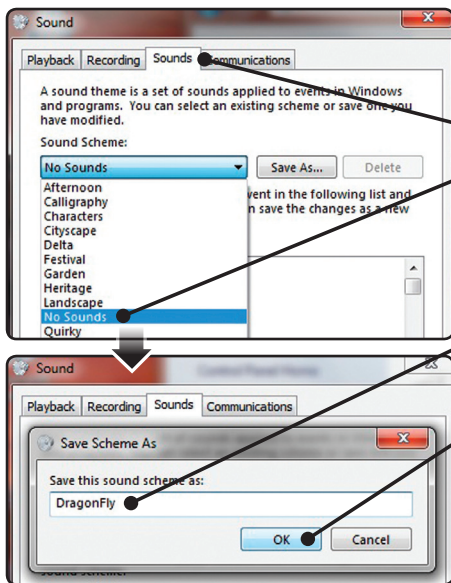 Sound
Playback Recording Sounds Communications
A sound theme is a set of sounds applied to events in Windows
and programs. You can select an existing scheme or save one you
have modified.
Sound Scheme:
No Sounds Save As... Delete
Afternoon
Calligraphy vent in the following list and
Characters n save the changes as a new
Cityscape
Delta
Festival
Garden
Heritage
Landscape
No Sounds
Quirky
Sound
Control Panel Home
Playback Recording Sounds Communications
Save Scheme As
Save this sound scheme as:
DragonFly
OK Cancel
Sound Scheme: